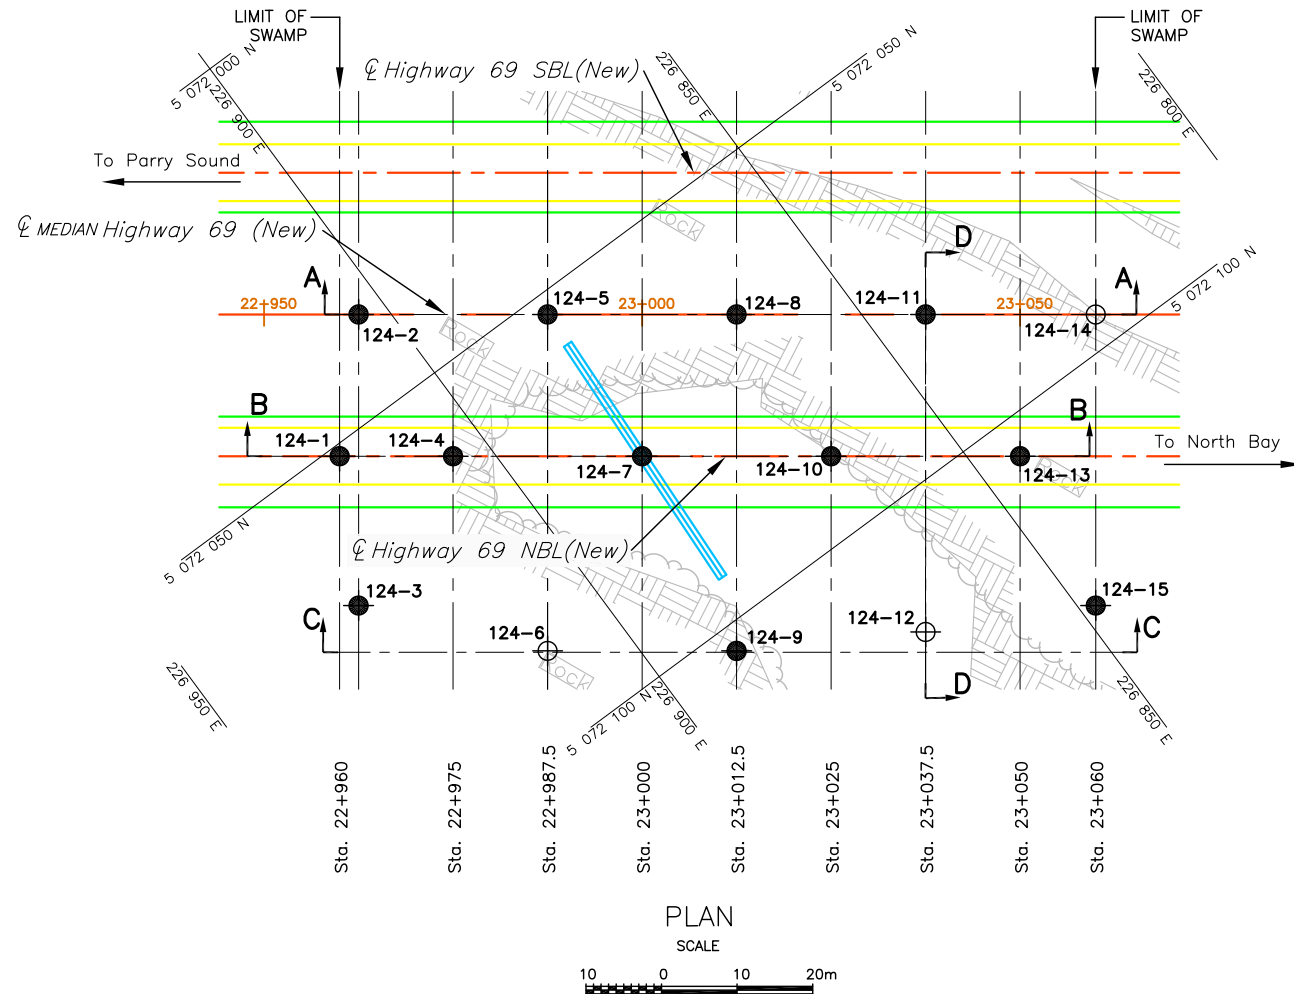 LIMIT OF
SWAMP
LIMIT OF
SWAMP
5 072 000 N
226 900 E
℄ Highway 69 SBL(New)
226 850 E
5 072 050 N
226 800 E
To Parry Sound
℄ MEDIAN Highway 69 (New)
Rock
D
A
A
5 072 100 N
22+950
124-2
124-5
23+000
124-8
124-11
23+050
124-14
Rock
B
B
124-1
124-4
124-7
124-10
124-13
Rock
To North Bay
5 072 050 N
℄ Highway 69 NBL(New)
124-3
124-15
C
C
124-6
124-9
124-12
Rock
D
226 950 E
5 072 100 N
226 900 E
226 850 E
Sta. 22+960
Sta. 22+975
Sta. 22+987.5
Sta. 23+000
Sta. 23+012.5
Sta. 23+025
Sta. 23+037.5
Sta. 23+050
Sta. 23+060
PLAN
SCALE
10 0 10 20m